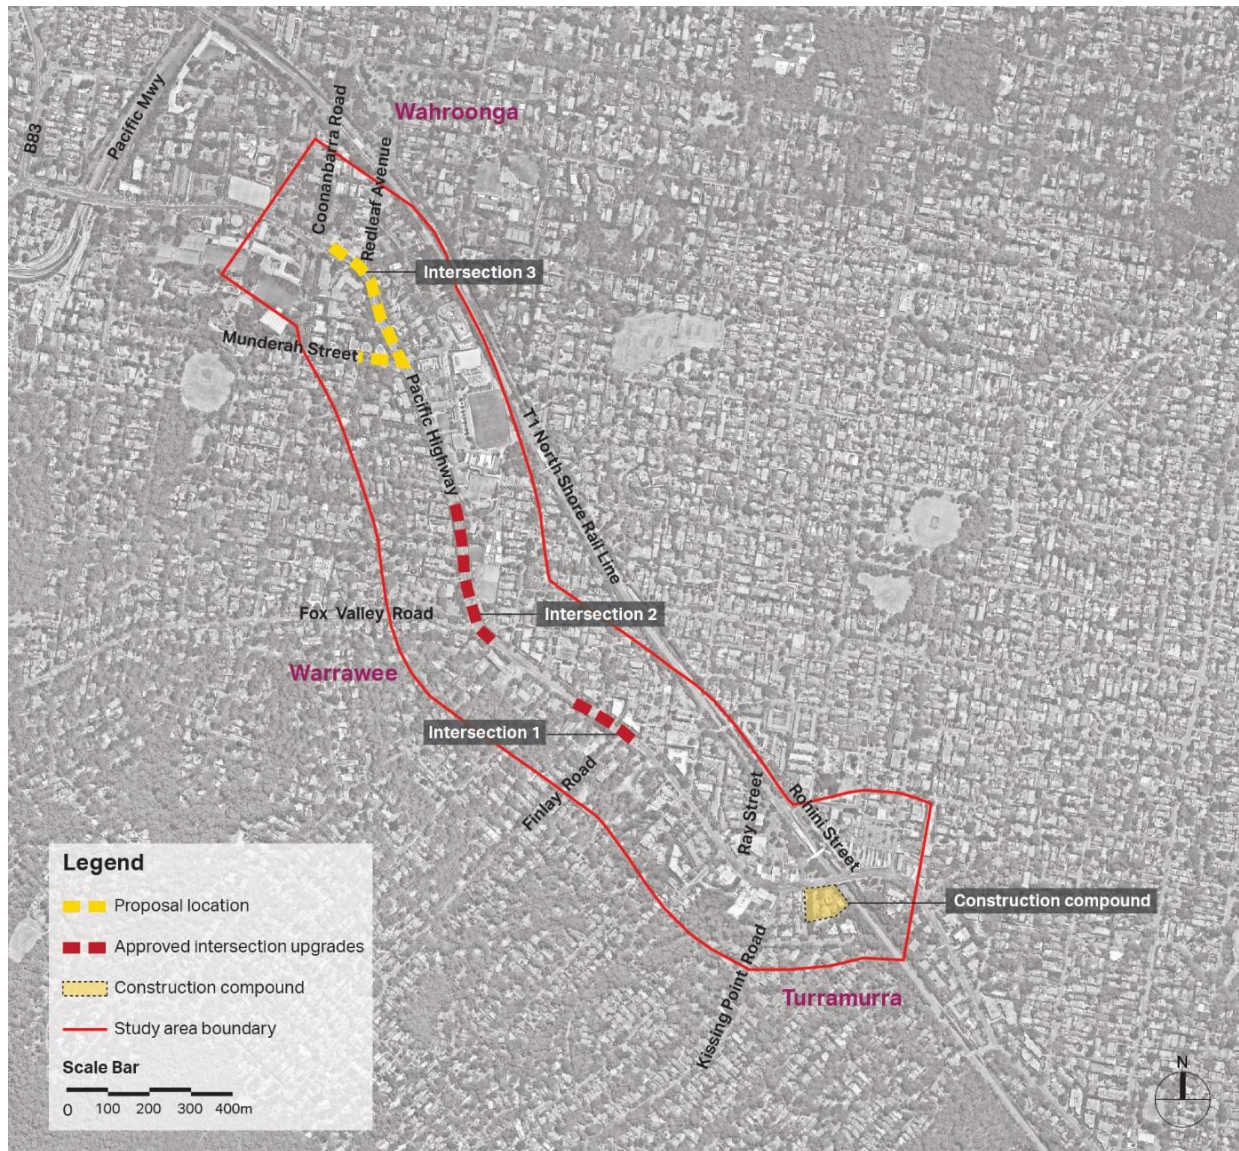 Pacific Mwy
B83
Coonanbarra Road
Wahroonga
Redleaf Avenue
Intersection 3
Munderah Street
Pacific Highway
T1 North Shore Rail Line
Fox Valley Road
Intersection 2
Warrawee
Intersection 1
Finlay Road
Ray Street
Rohini Street
Construction compound
Kissing Point Road
Turramurra
Legend
Proposal location
Approved intersection upgrades
Construction compound
Study area boundary
Scale Bar
0 100 200 300 400m
N